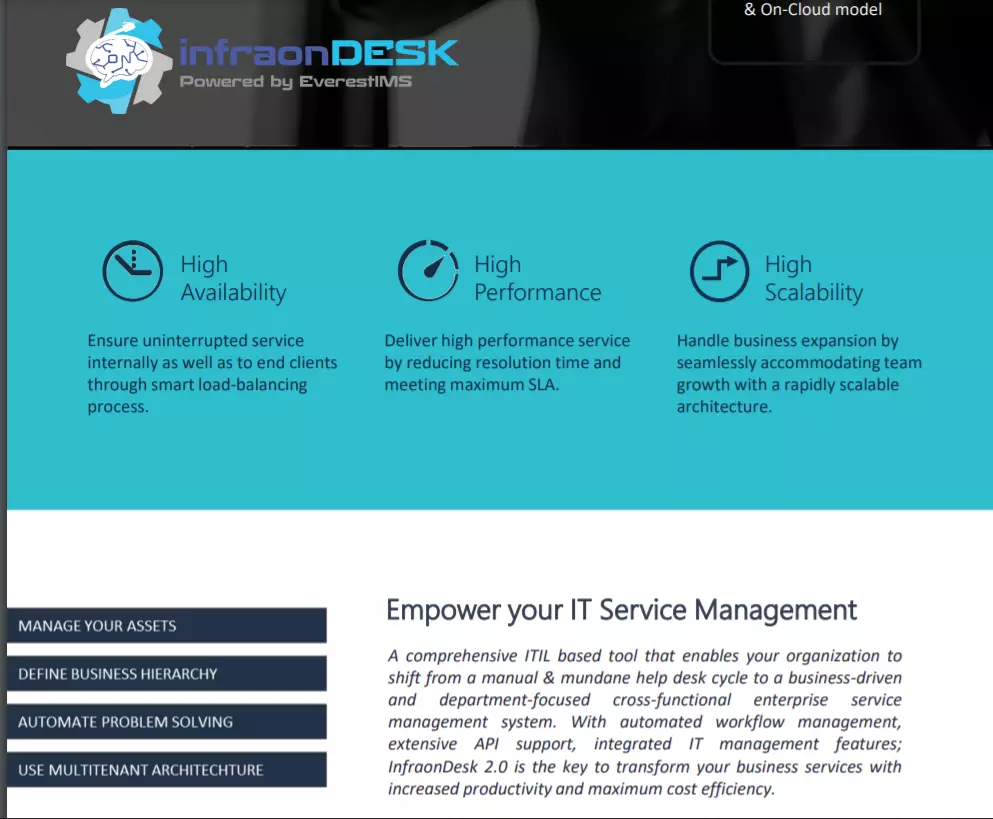 & On-Cloud model
infraonDESK
Powered by EverestIMS
High
Availability
Ensure uninterrupted service
internally as well as to end clients
through smart load-balancing
process.
High
Performance
Deliver high performance service
by reducing resolution time and
meeting maximum SLA.
High
Scalability
Handle business expansion by
seamlessly accommodating team
growth with a rapidly scalable
architecture.
MANAGE YOUR ASSETS
DEFINE BUSINESS HIERARCHY
AUTOMATE PROBLEM SOLVING
USE MULTITENANT ARCHITECHTURE
Empower your IT Service Management
A comprehensive ITIL based tool that enables your organization to
shift from a manual & mundane help desk cycle to a business-driven
and department-focused cross-functional enterprise service
management system. With automated workflow management,
extensive API support, integrated IT management features;
InfraonDesk 2.0 is the key to transform your business services with
increased productivity and maximum cost efficiency.